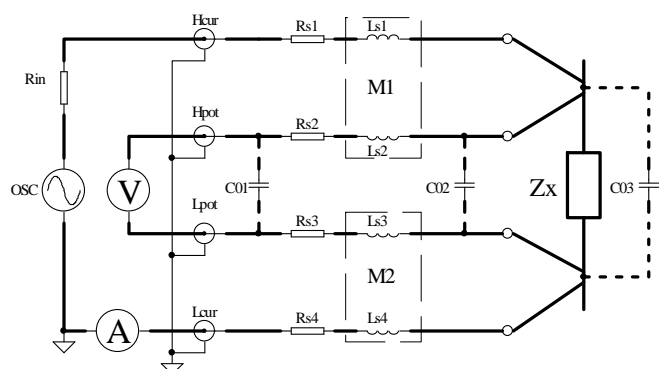 Hcur
Rs1
Ls1
Rin
M1
Hpot
Rs2
Ls2
OSC
V
C01
C02
Zx
C03
Lpot
Rs3
Ls3
M2
Lcur
A
Rs4
Ls4